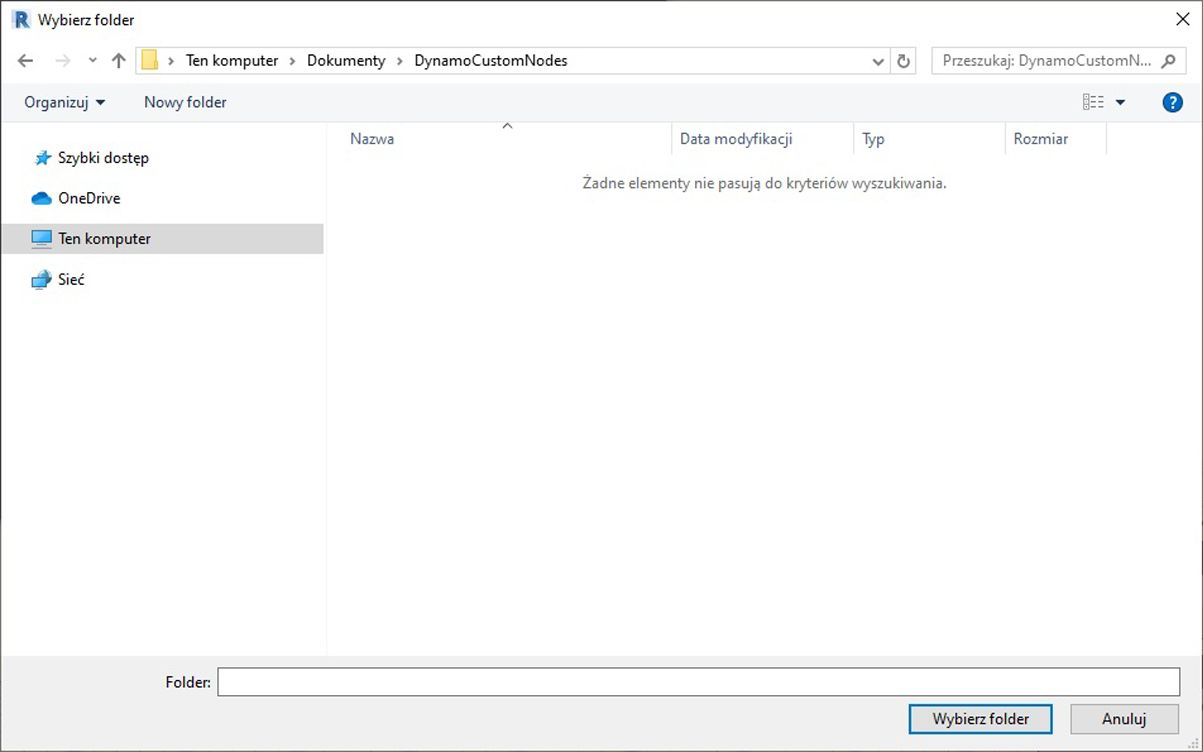 R Wybierz folder
Ten komputer > Dokumenty > DynamoCustomNodes
Przeszukaj: DynamoCustomN...
Organizuj
Nowy folder
?
Nazwa
Data modyfikacji
Typ
Rozmiar
Szybki dostęp
OneDrive
Ten komputer
Sieć
Żadne elementy nie pasują do kryteriów wyszukiwania.
Folder:
Wybierz folder
Anuluj